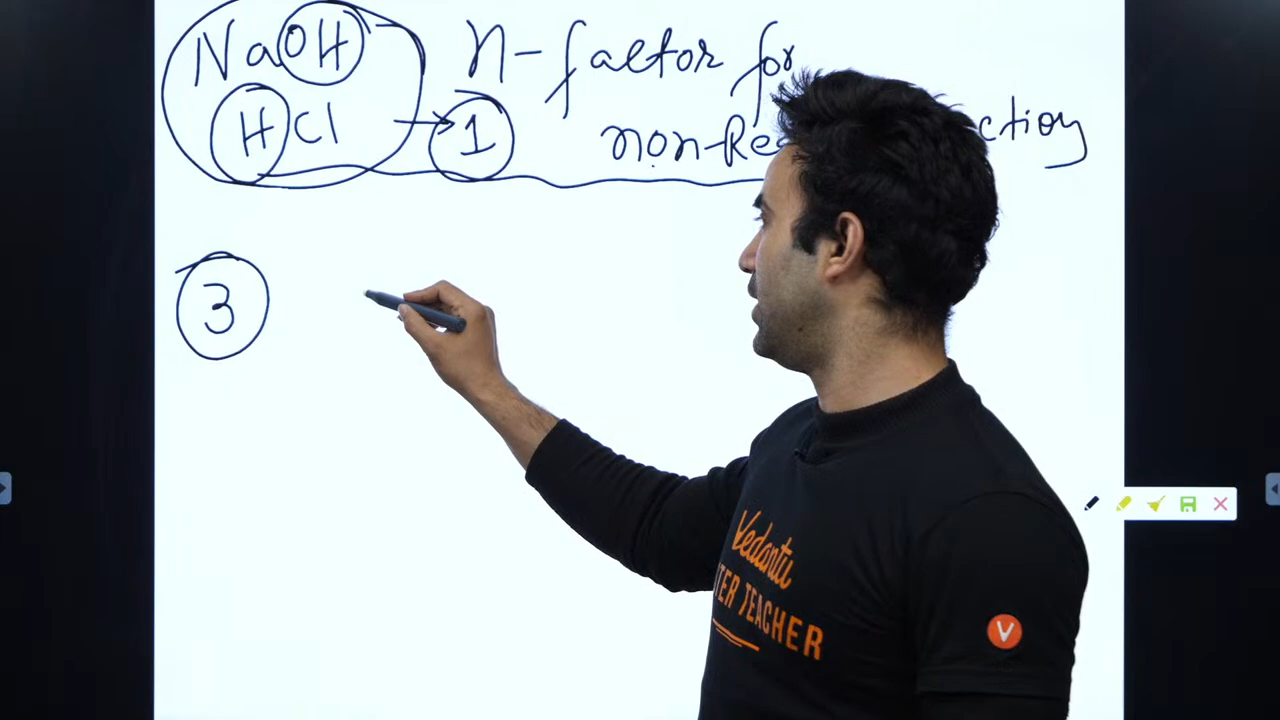 NaOH n-factor for
HCl → 1 non-Re ction
3
Vedantu
TER TEACHER
V